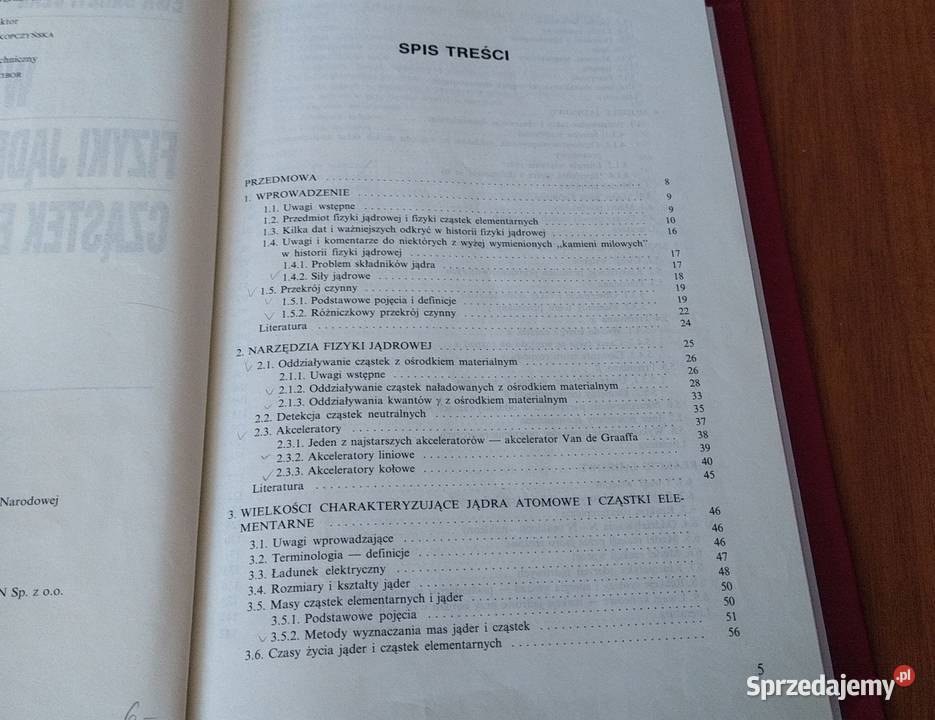 ktor
KOPCZYŃSKA
chniczny
FIZYKI JĄD
CZĄSTEK E
Narodowej
N Sp. z o.o.
SPIS TREŚCI
PRZEDMOWA 8
1. WPROWADZENIE 9
1.1. Uwagi wstępne 9
1.2. Przedmiot fizyki jądrowej i fizyki cząstek elementarnych 10
1.3. Kilka dat i ważniejszych odkryć w historii fizyki jądrowej 16
1.4. Uwagi i komentarze do niektórych z wyżej wymienionych „kamieni milowych”
w historii fizyki jądrowej 17
1.4.1. Problem składników jądra 17
1.4.2. Siły jądrowe 18
1.5. Przekrój czynny 19
1.5.1. Podstawowe pojęcia i definicje 19
1.5.2. Różniczkowy przekrój czynny 22
Literatura 24
2. NARZĘDZIA FIZYKI JĄDROWEJ 25
2.1. Oddziaływanie cząstek z ośrodkiem materialnym 26
2.1.1. Uwagi wstępne 26
2.1.2. Oddziaływanie cząstek naładowanych z ośrodkiem materialnym 28
2.1.3. Oddziaływania kwantów γ z ośrodkiem materialnym 33
2.2. Detekcja cząstek neutralnych 35
2.3. Akceleratory 37
2.3.1. Jeden z najstarszych akceleratorów — akcelerator Van de Graaffa 38
2.3.2. Akceleratory liniowe 39
2.3.3. Akceleratory kołowe 40
Literatura 45
3. WIELKOŚCI CHARAKTERYZUJĄCE JĄDRA ATOMOWE I CZĄSTKI ELE-
MENTARNE 46
3.1. Uwagi wprowadzające 46
3.2. Terminologia — definicje 46
3.3. Ładunek elektryczny 47
3.4. Rozmiary i kształty jąder 48
3.5. Masy cząstek elementarnych i jąder 50
3.5.1. Podstawowe pojęcia 50
3.5.2. Metody wyznaczania mas jąder i cząstek 51
3.6. Czasy życia jąder i cząstek elementarnych 56
5
Sprzedajemy.pl